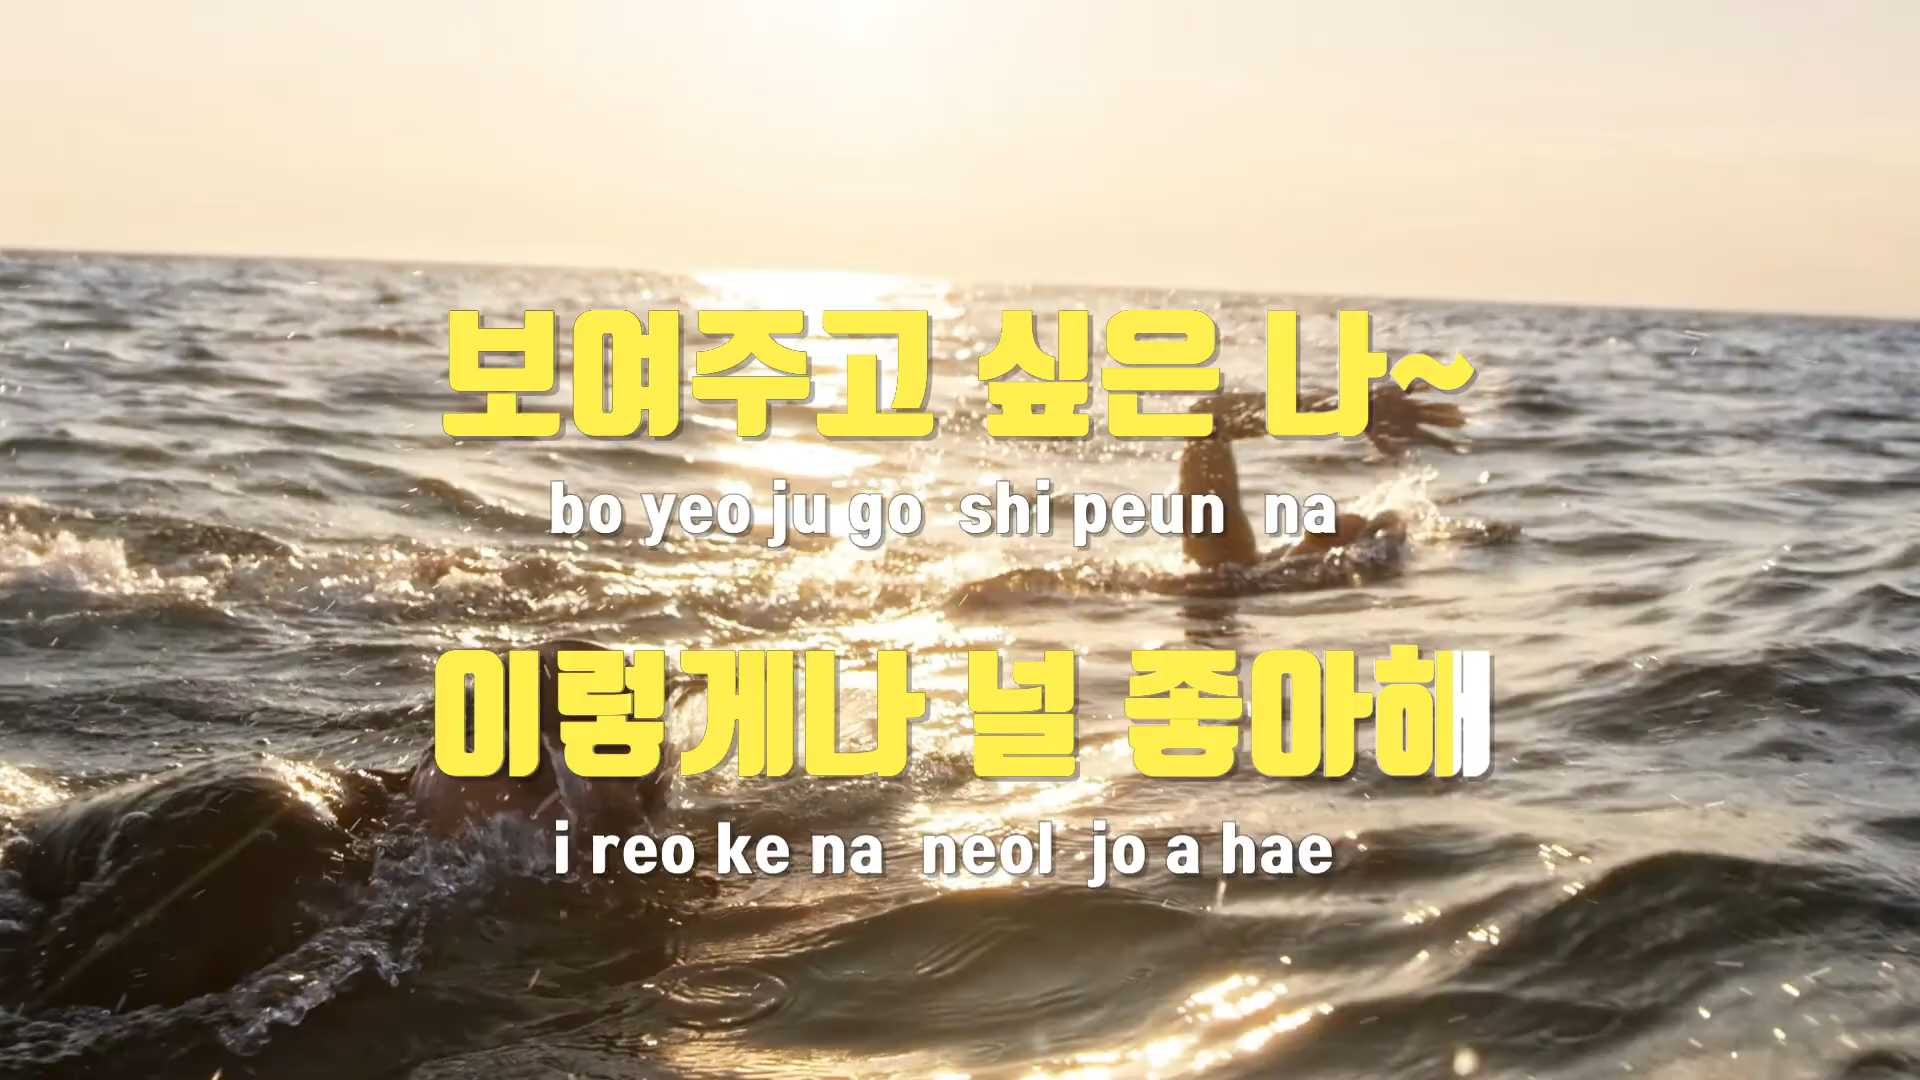 보여주고 싶은 나~
bo yeo ju go shi peun na
이렇게나 널 좋아해
i reo ke na neol jo a hae